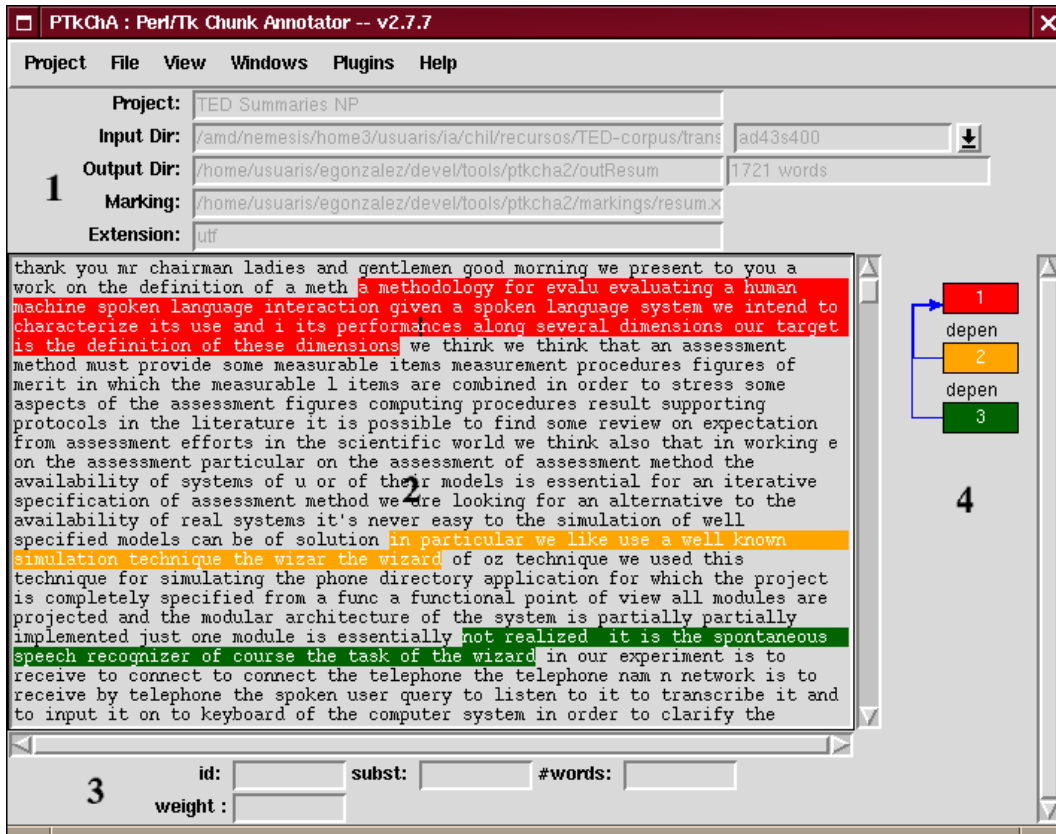 PTkChA : Perl/Tk Chunk Annotator -- v2.7.7
Project File View Windows Plugins Help
Project: TED Summaries NP
Input Dir: /amd/nemesis/home3/usuaris/ia/chil/recursos/TED-corpus/trans ad43s400
Output Dir: /home/usuaris/egonzalez/devel/tools/ptkcha2/outResum 1721 words
1
Marking: /home/usuaris/egonzalez/devel/tools/ptkcha2/markings/resum.x
Extension: utf
thank you mr chairman ladies and gentlemen good morning we present to you a
work on the definition of a meth a methodology for evalu evaluating a human
machine spoken language interaction given a spoken language system we intend to
characterize its use and i its performances along several dimensions our target
is the definition of these dimensions we think we think that an assessment
method must provide some measurable items measurement procedures figures of
merit in which the measurable l items are combined in order to stress some
aspects of the assessment figures computing procedures result supporting
protocols in the literature it is possible to find some review on expectation
from assessment efforts in the scientific world we think also that in working e
on the assessment particular on the assessment of assessment method the
availability of systems of u or of their models is essential for an iterative
specification of assessment method we are looking for an alternative to the
availability of real systems it's never easy to the simulation of well
specified models can be of solution in particular we like use a well known
simulation technique the wizar the wizard of oz technique we used this
technique for simulating the phone directory application for which the project
is completely specified from a func a functional point of view all modules are
projected and the modular architecture of the system is partially partially
implemented just one module is essentially not realized it is the spontaneous
speech recognizer of course the task of the wizard in our experiment is to
receive to connect to connect the telephone the telephone nam n network is to
receive by telephone the spoken user query to listen to it to transcribe it and
to input it on to keyboard of the computer system in order to clarify the
2
1
depen
2
depen
3
4
id: subst: #words:
3
weight :